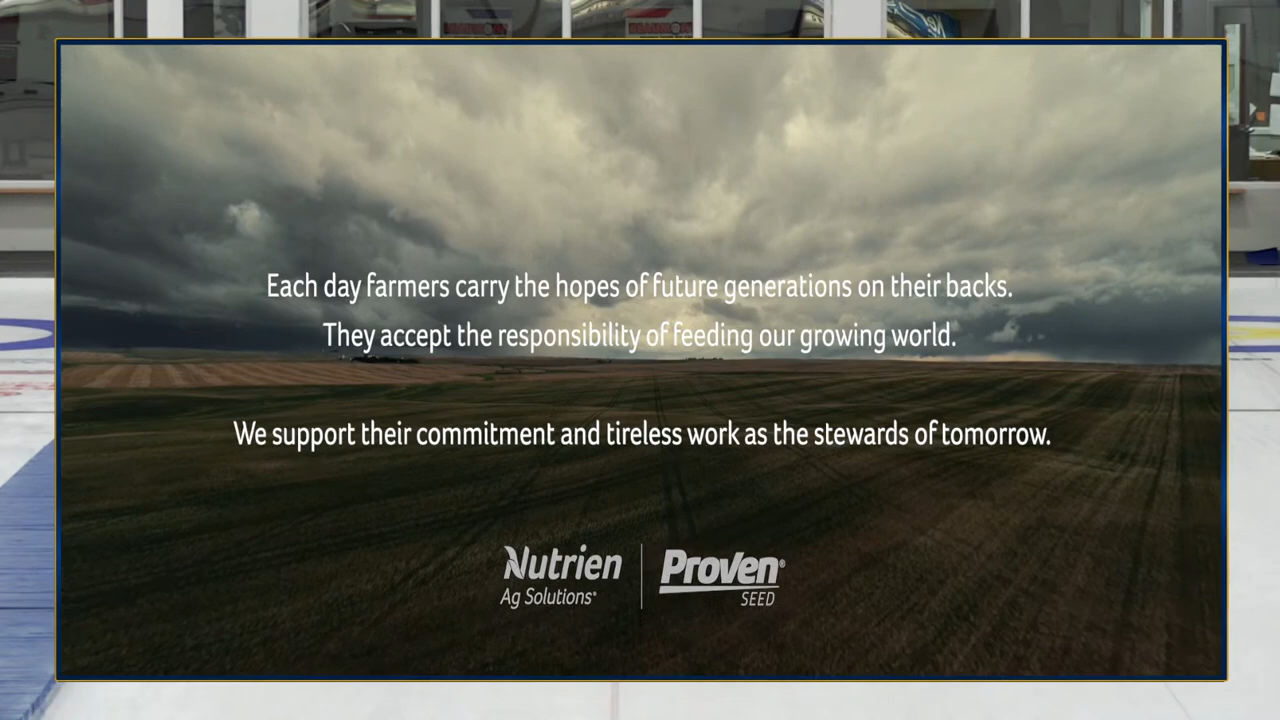 Each day farmers carry the hopes of future generations on their backs.
They accept the responsibility of feeding our growing world.
We support their commitment and tireless work as the stewards of tomorrow.
Nutrien
Ag Solutions®
Proven®
SEED